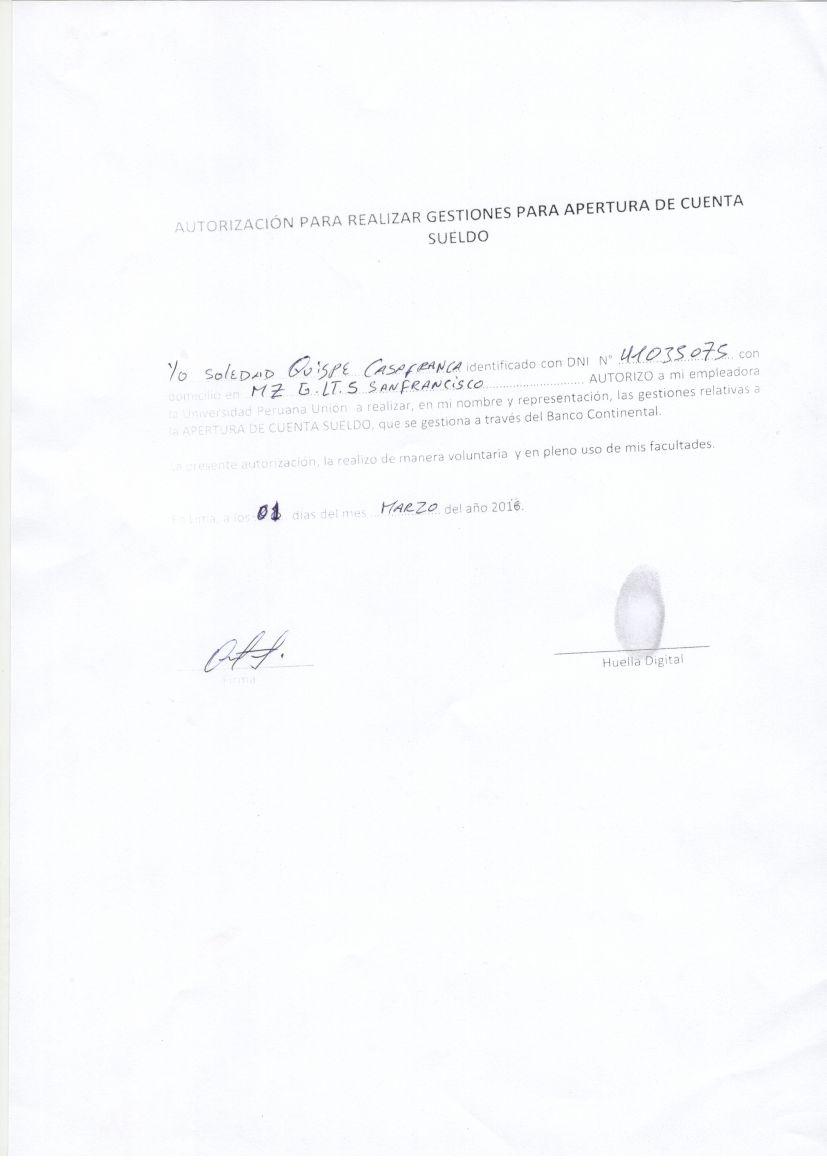 AUTORIZACIÓN PARA REALIZAR GESTIONES PARA APERTURA DE CUENTA
SUELDO
Yo SOLEDAD QUISPE CASAFRANCA identificado con DNI N° 41035075 con
domicilio en MZ G.LT.5 SANFRANCISCO AUTORIZO a mi empleadora
la Universidad Peruana Unión a realizar, en mi nombre y representación, las gestiones relativas a
la APERTURA DE CUENTA SUELDO, que se gestiona a través del Banco Continental.
La presente autorización, la realizo de manera voluntaria y en pleno uso de mis facultades.
En Lima, a los 01 días del mes MARZO del año 2016.
Firma
Huella Digital